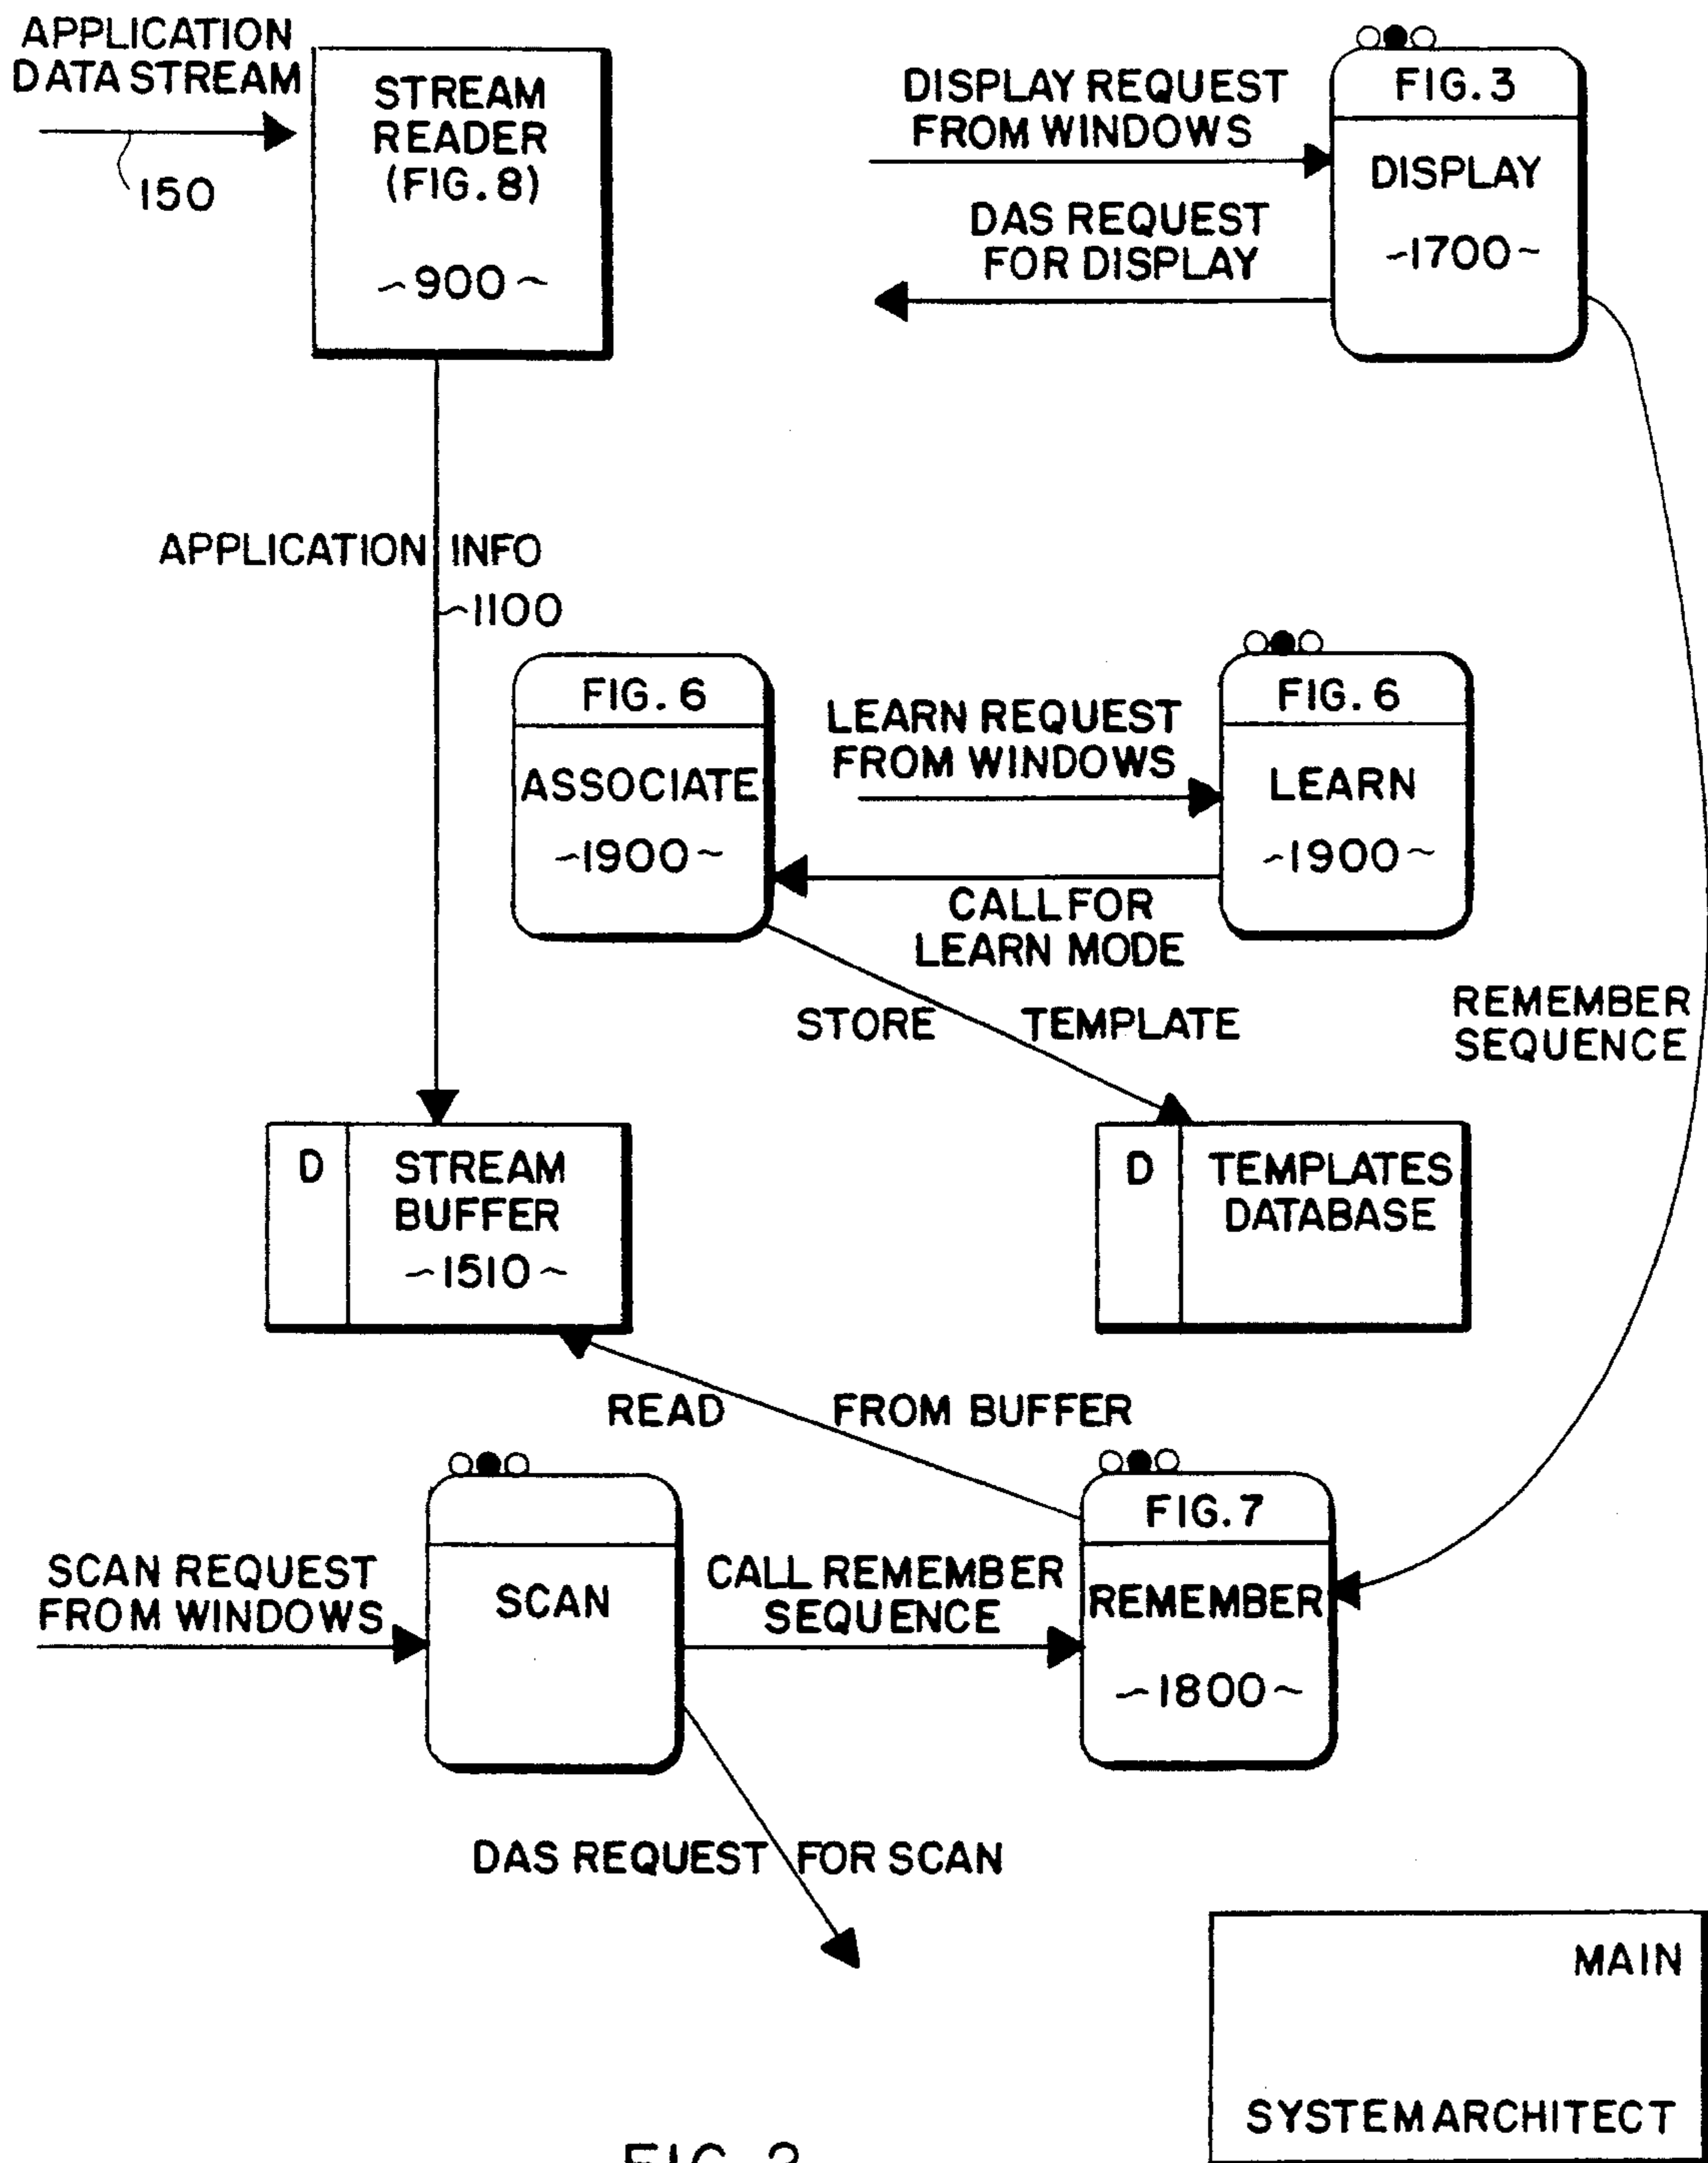 APPLICATION
DATA STREAM
150
STREAM
READER
(FIG. 8)
~900~
DISPLAY REQUEST
FROM WINDOWS
DAS REQUEST
FOR DISPLAY
FIG. 3
DISPLAY
~1700~
APPLICATION INFO
~1100
FIG. 6
ASSOCIATE
~1900~
LEARN REQUEST
FROM WINDOWS
CALL FOR
LEARN MODE
FIG. 6
LEARN
~1900~
STORE TEMPLATE
REMEMBER
SEQUENCE
D
STREAM
BUFFER
~1510~
D
TEMPLATES
DATABASE
READ FROM BUFFER
SCAN REQUEST
FROM WINDOWS
SCAN
CALL REMEMBER
SEQUENCE
FIG. 7
REMEMBER
~1800~
DAS REQUEST FOR SCAN
MAIN
SYSTEM ARCHITECT